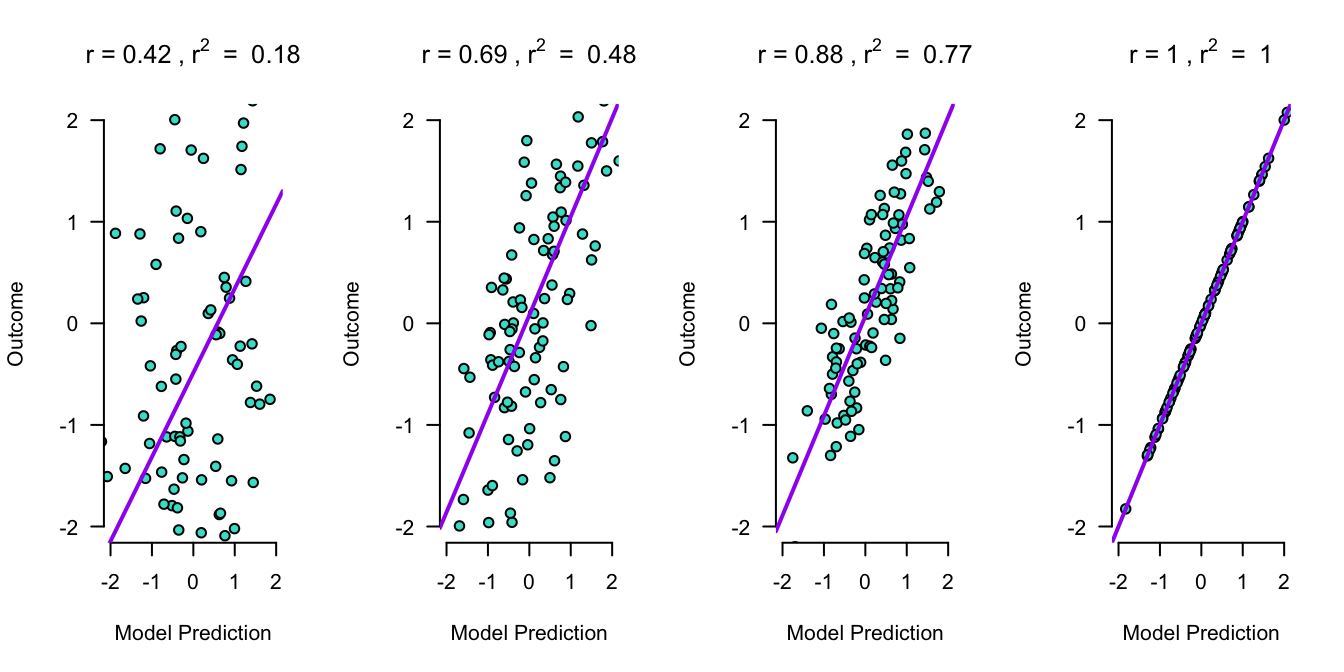 r = 0.42 , r² = 0.18
2
1
0
-1
-2
-2 -1 0 1 2
Outcome
Model Prediction
r = 0.69 , r² = 0.48
2
1
0
-1
-2
-2 -1 0 1 2
Outcome
Model Prediction
r = 0.88 , r² = 0.77
2
1
0
-1
-2
-2 -1 0 1 2
Outcome
Model Prediction
r = 1 , r² = 1
2
1
0
-1
-2
-2 -1 0 1 2
Outcome
Model Prediction